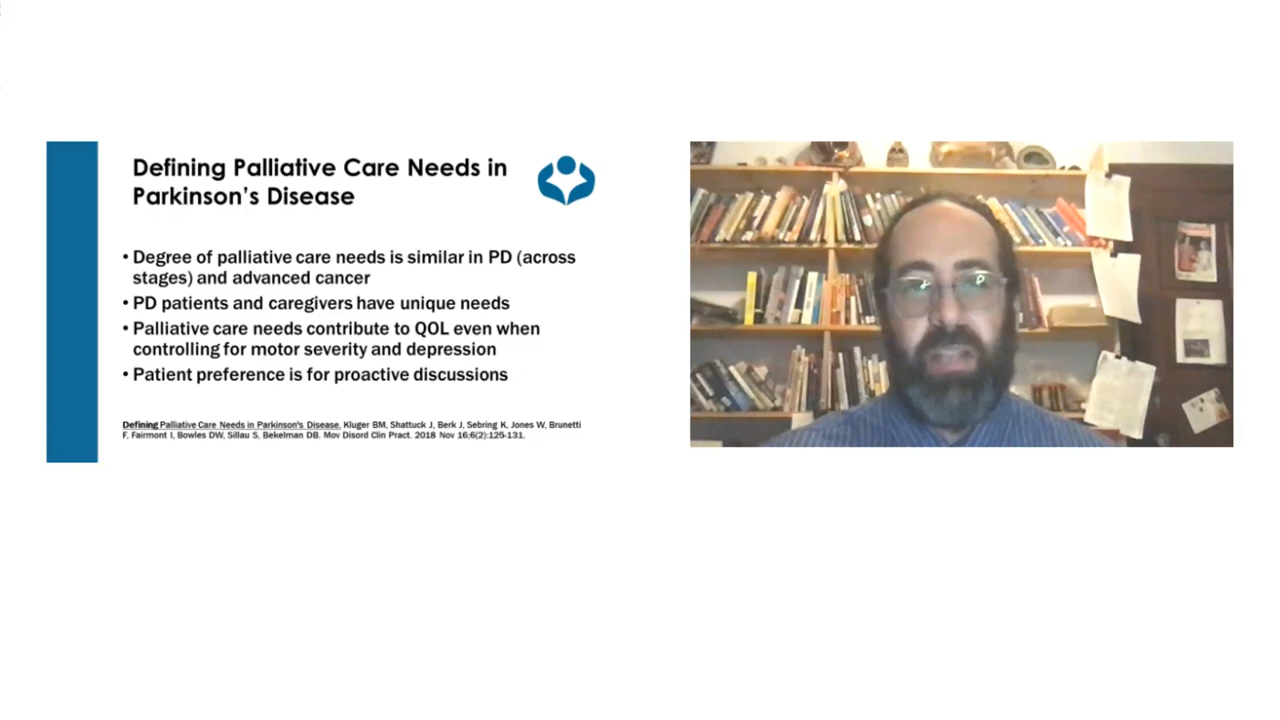 Defining Palliative Care Needs in
Parkinson's Disease
• Degree of palliative care needs is similar in PD (across
stages) and advanced cancer
• PD patients and caregivers have unique needs
• Palliative care needs contribute to QOL even when
controlling for motor severity and depression
• Patient preference is for proactive discussions
Defining Palliative Care Needs in Parkinson's Disease. Kluger BM, Shattuck J, Berk J, Sebring K, Jones W, Brunetti
F, Fairmont I, Bowles DW, Sillau S, Bekelman DB. Mov Disord Clin Pract. 2018 Nov 16;6(2):125-131.